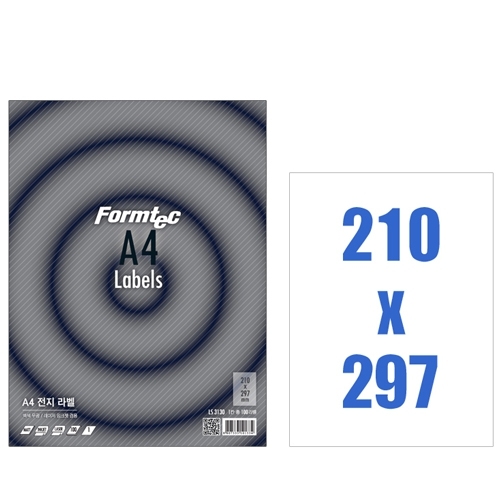 Formtec
A4
Labels
210
x
297
mm
A4 전지 라벨
LS 3130
210
X
297